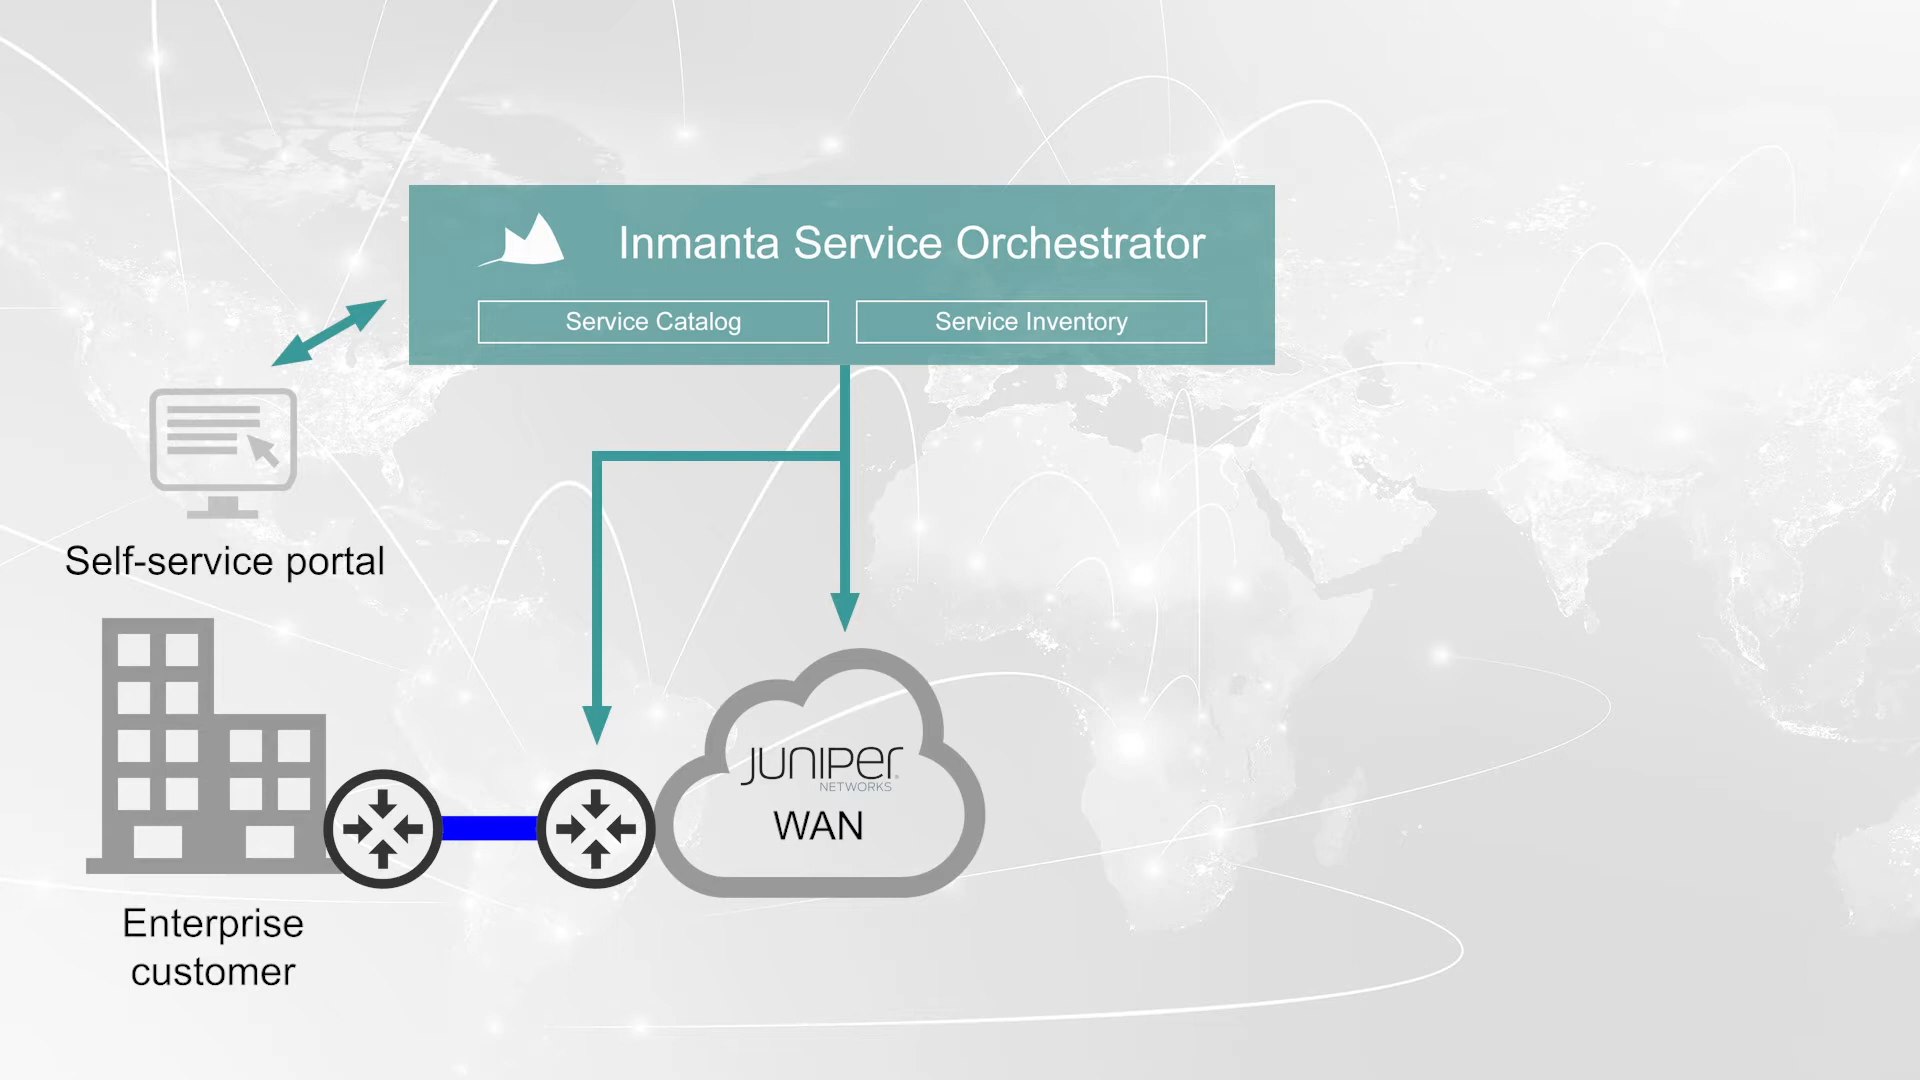 Inmanta Service Orchestrator
Service Catalog
Service Inventory
Self-service portal
JUNIPEr
NETWORKS
WAN
Enterprise
customer